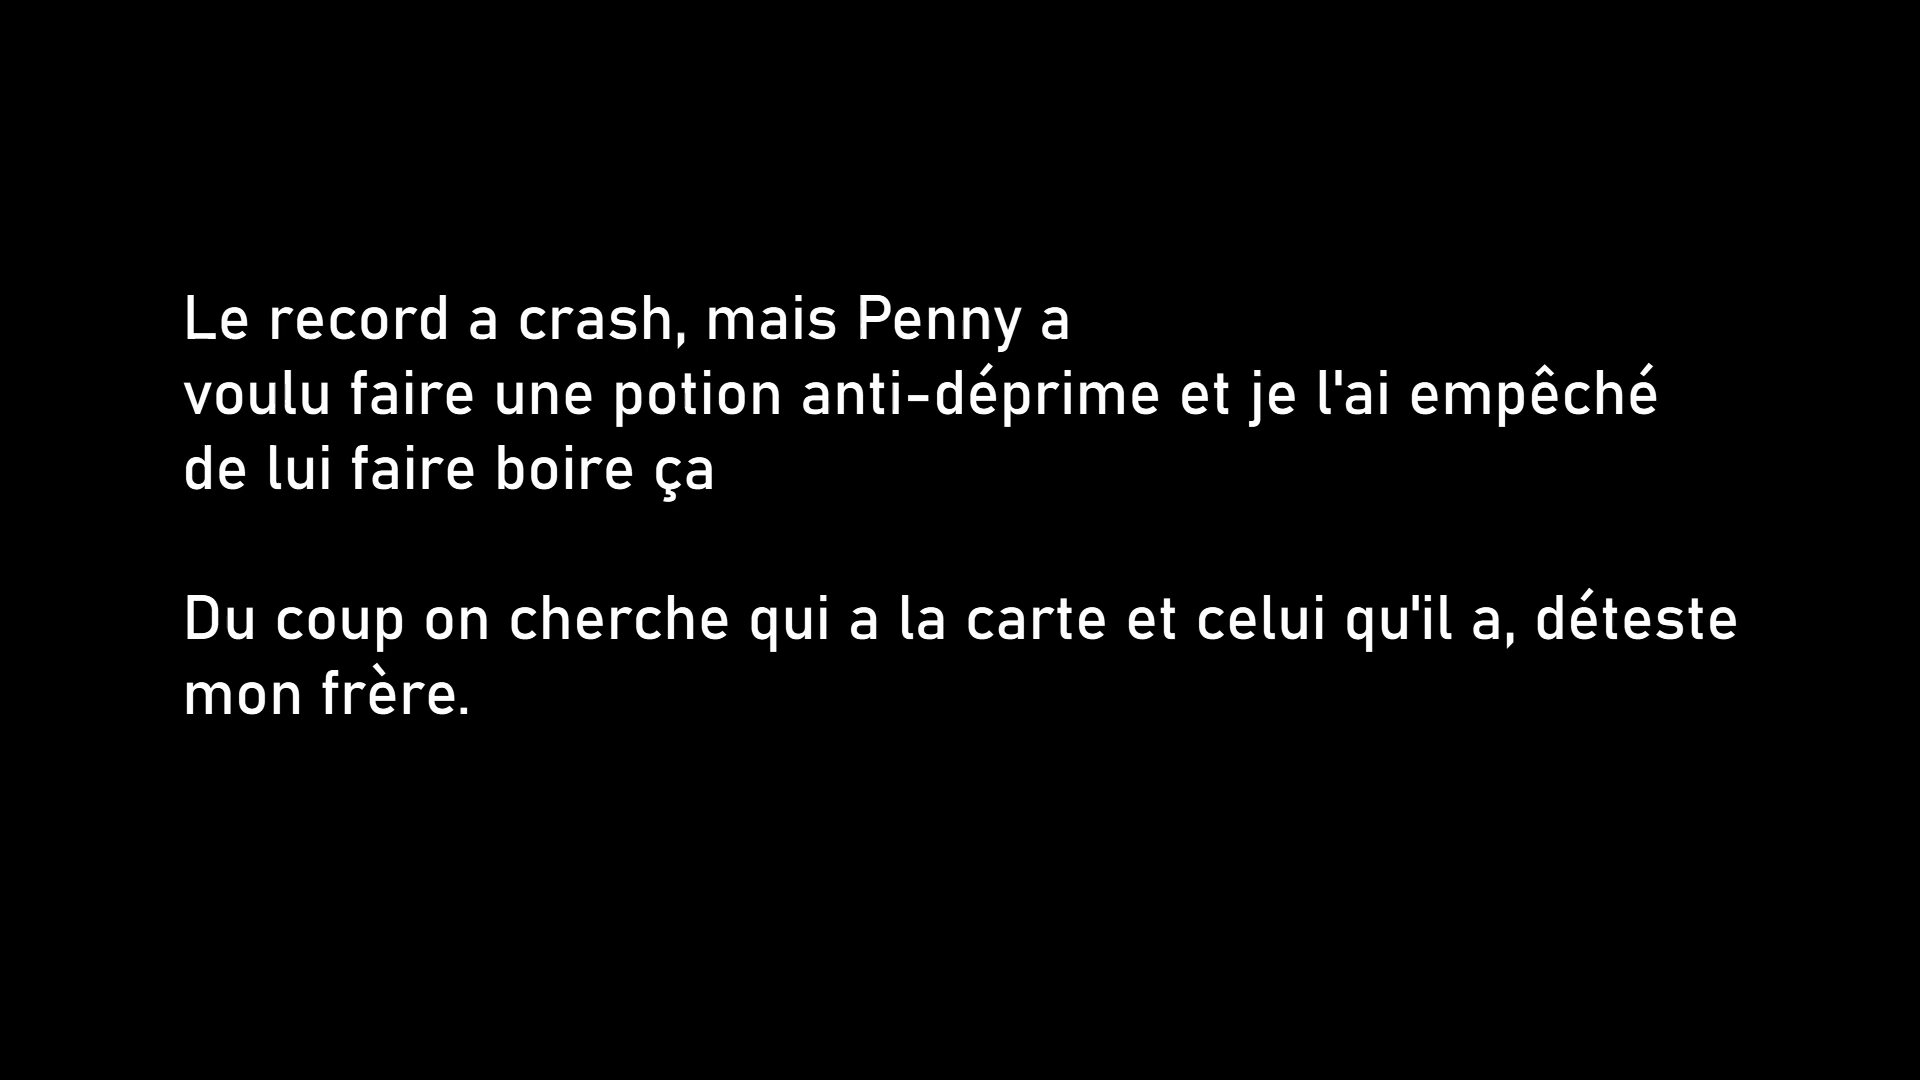 Le record a crash, mais Penny a
voulu faire une potion anti-déprime et je l'ai empêché
de lui faire boire ça
Du coup on cherche qui a la carte et celui qu'il a, déteste
mon frère.